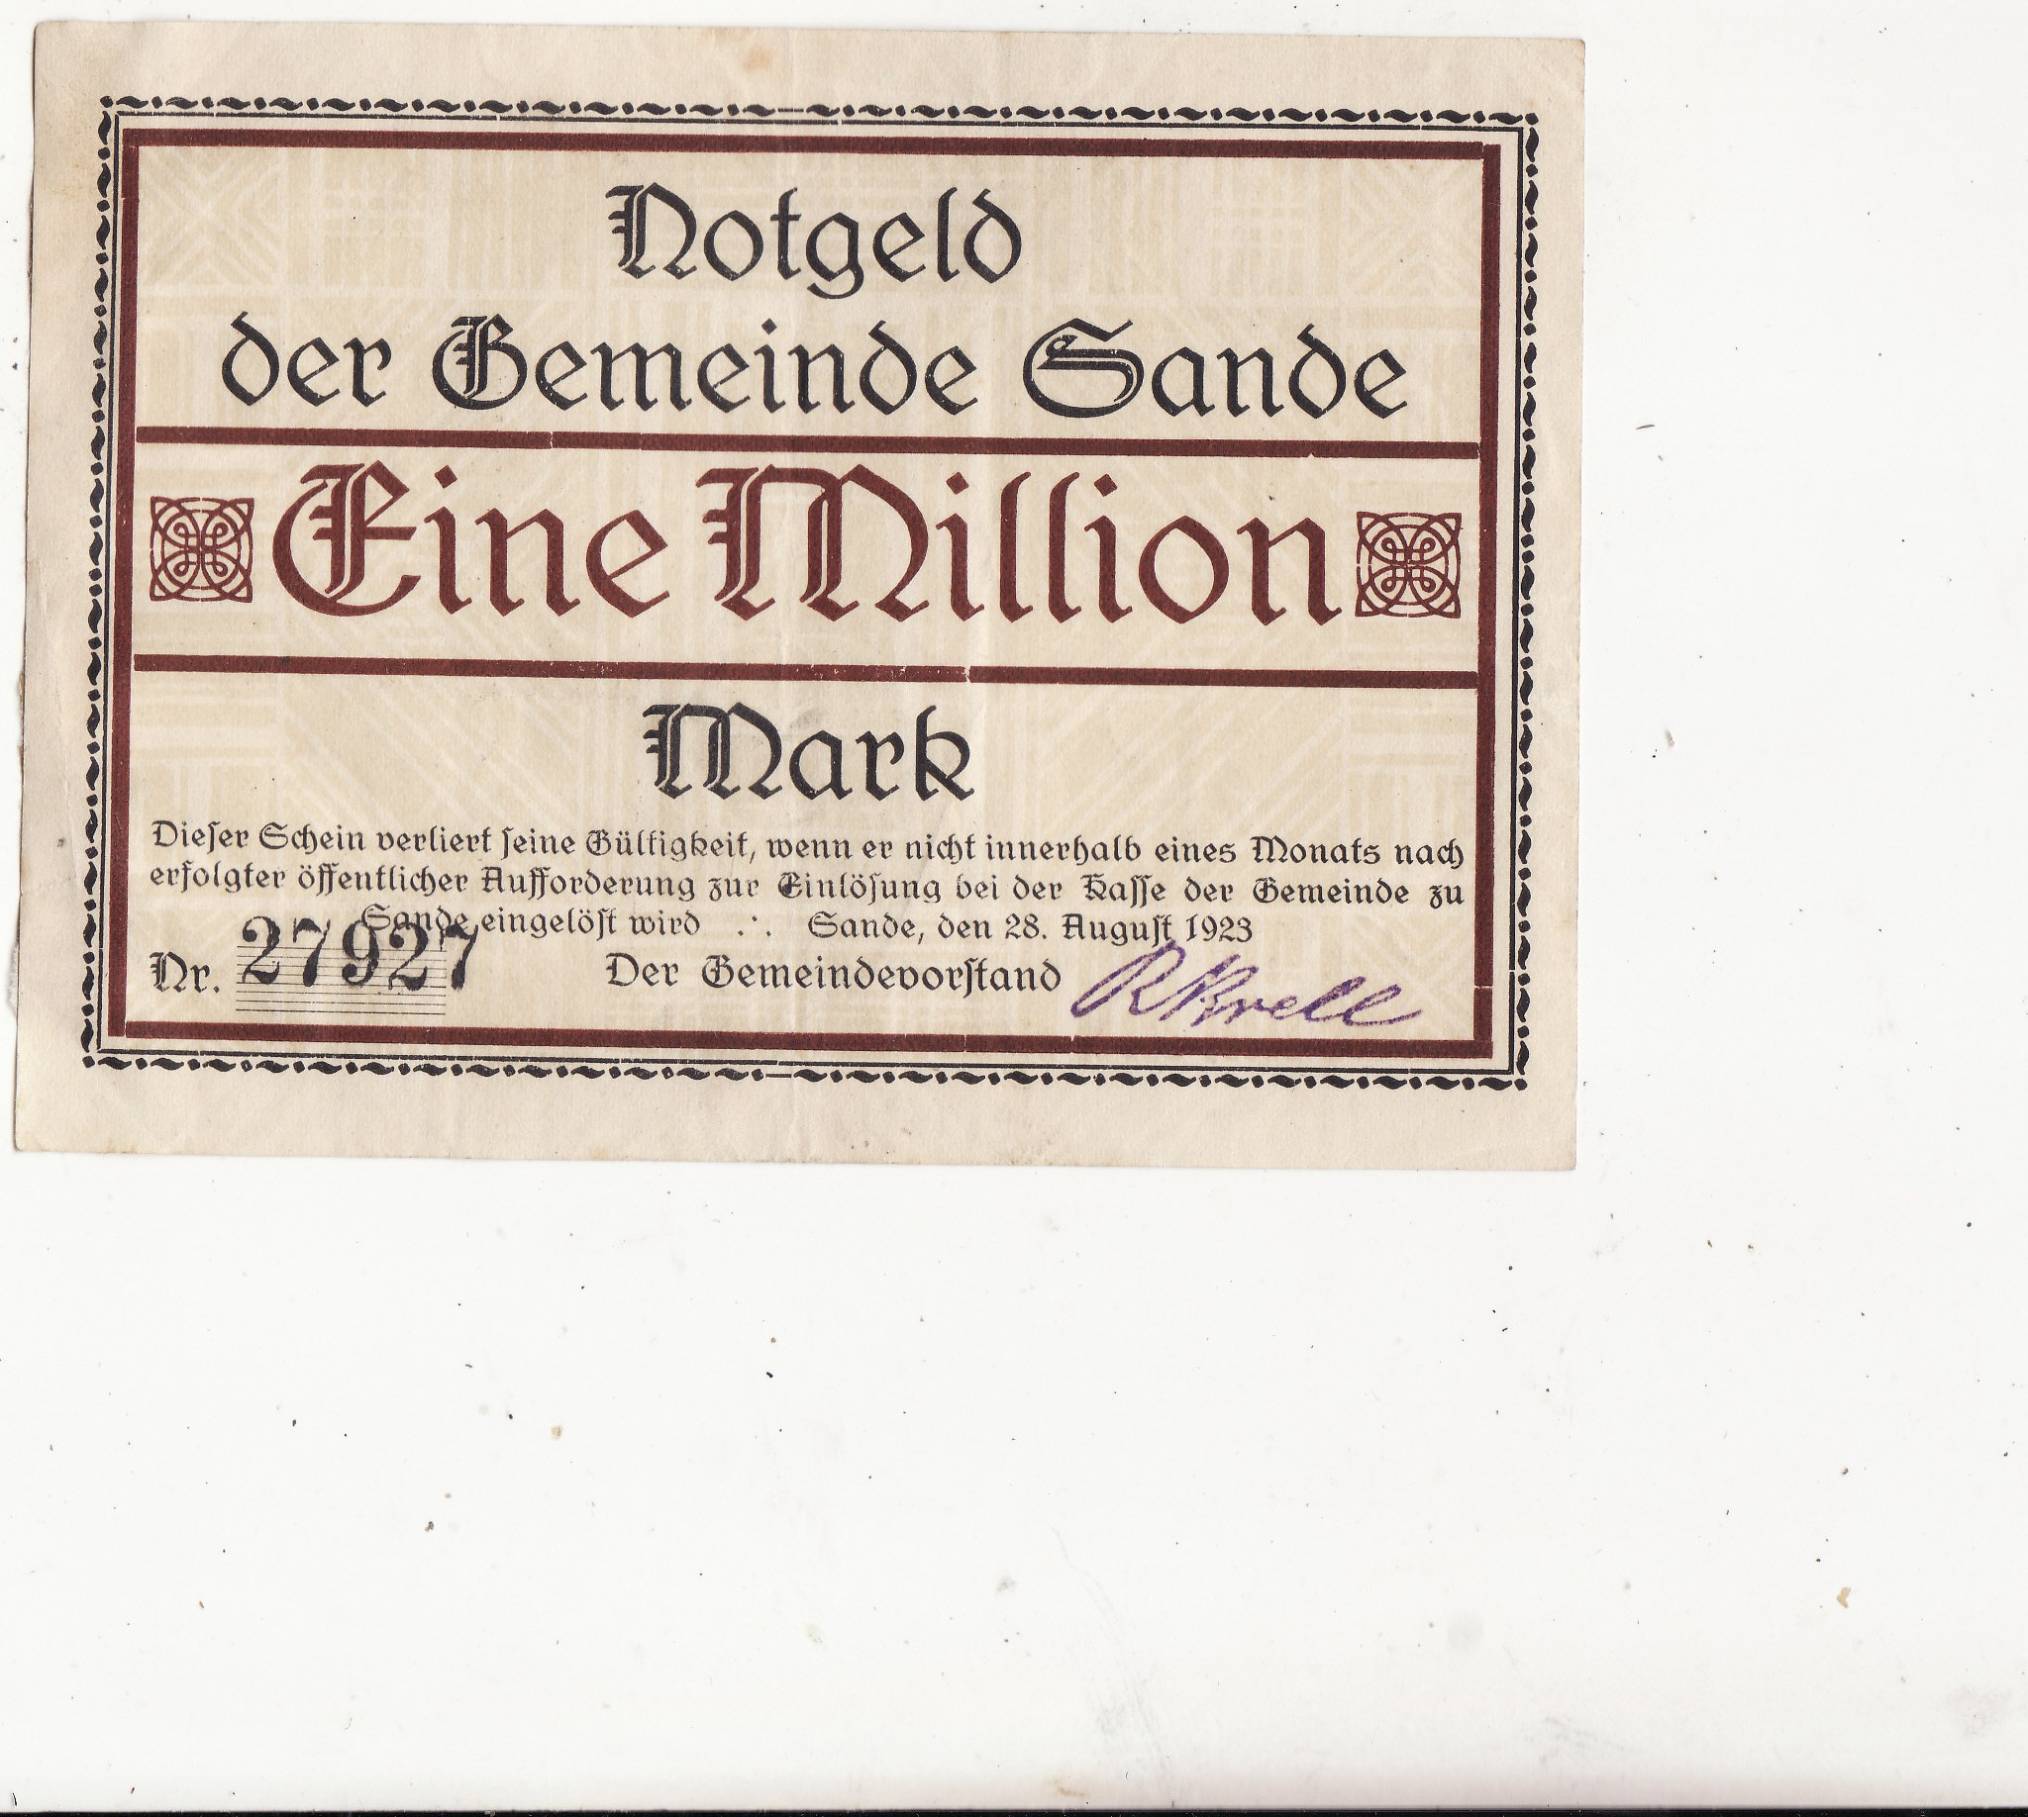 Notgeld
der Gemeinde Sande
Eine Million
Mark
Dieser Schein verliert seine Gültigkeit, wenn er nicht innerhalb eines Monats nach
erfolgter öffentlicher Aufforderung zur Einlösung bei der Kasse der Gemeinde zu
Sande eingelöst wird ∴ Sande, den 28. August 1923
Nr. 27927 Der Gemeindevorstand RKrell